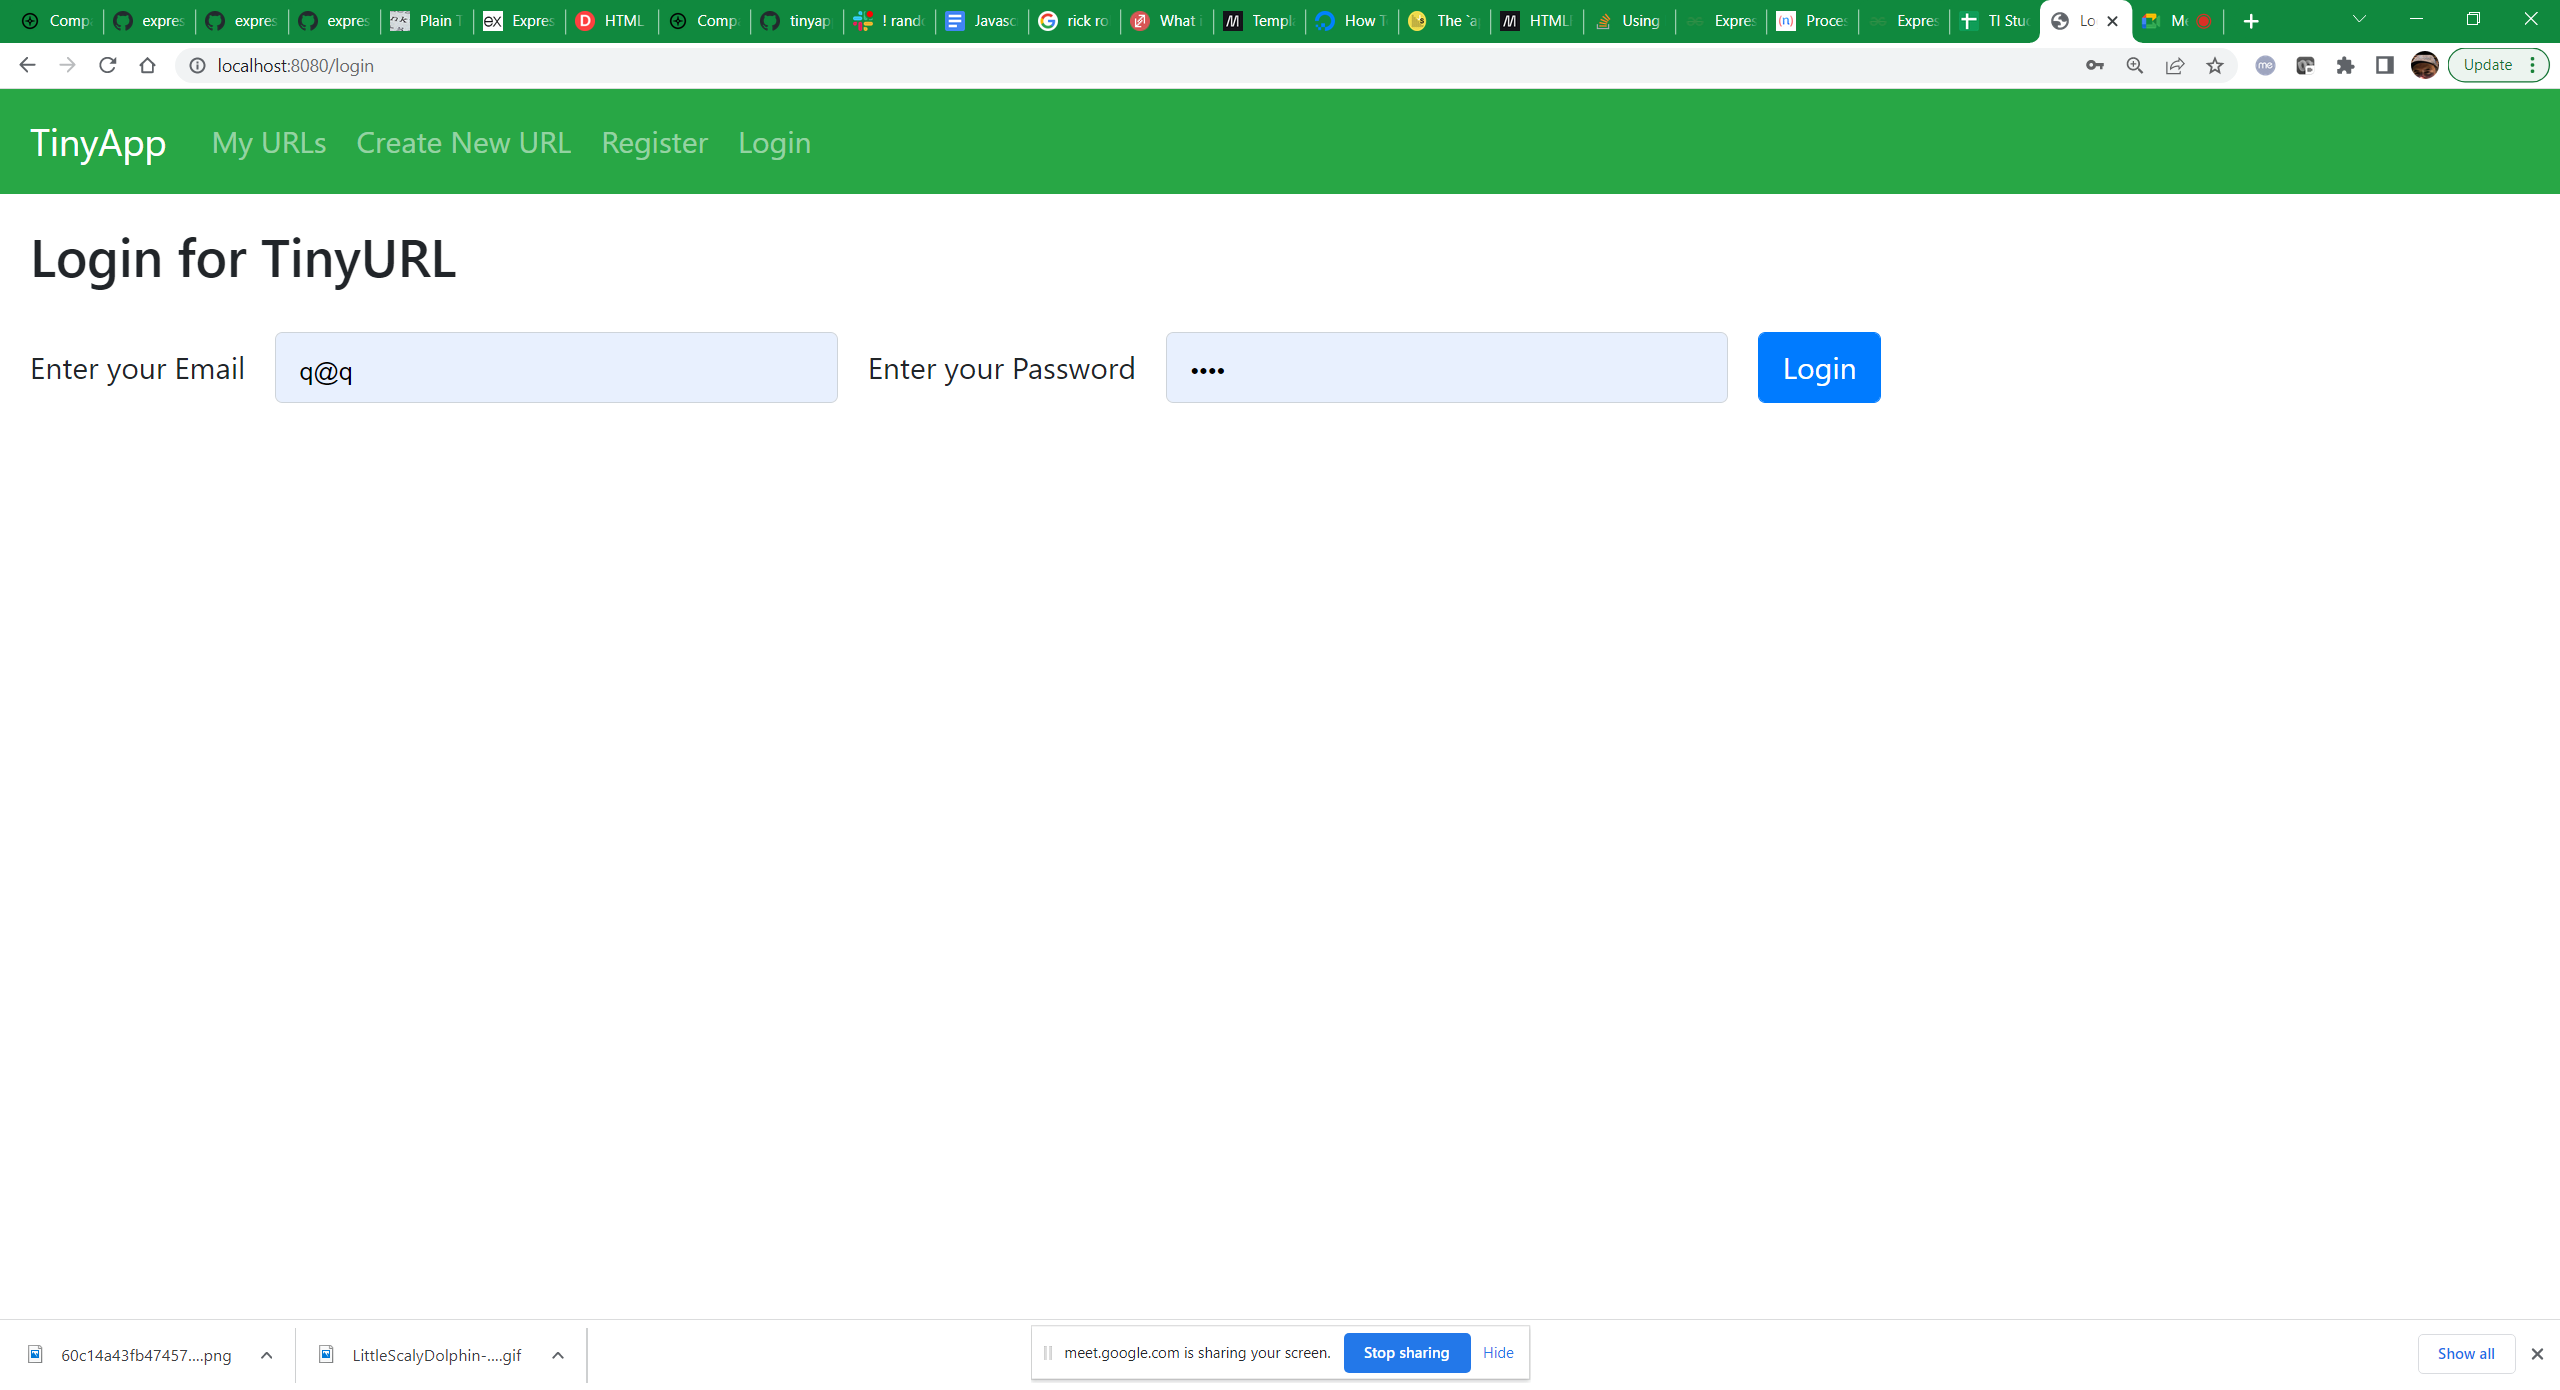 Comp expres expres expres Plain T Expres HTML Comp tinyap ! rand Javasc rick ro What i Templ How T The `a HTML Using Expres Proces Expres TI Stu Lo Me
localhost:8080/login
Update
TinyApp My URLs Create New URL Register Login
Login for TinyURL
Enter your Email q@q Enter your Password •••• Login
60c14a43fb47457....png LittleScalyDolphin-....gif meet.google.com is sharing your screen. Stop sharing Hide Show all